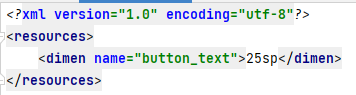 <?xml version="1.0" encoding="utf-8"?>
<resources>
    <dimen name="button_text">25sp</dimen>
</resources>